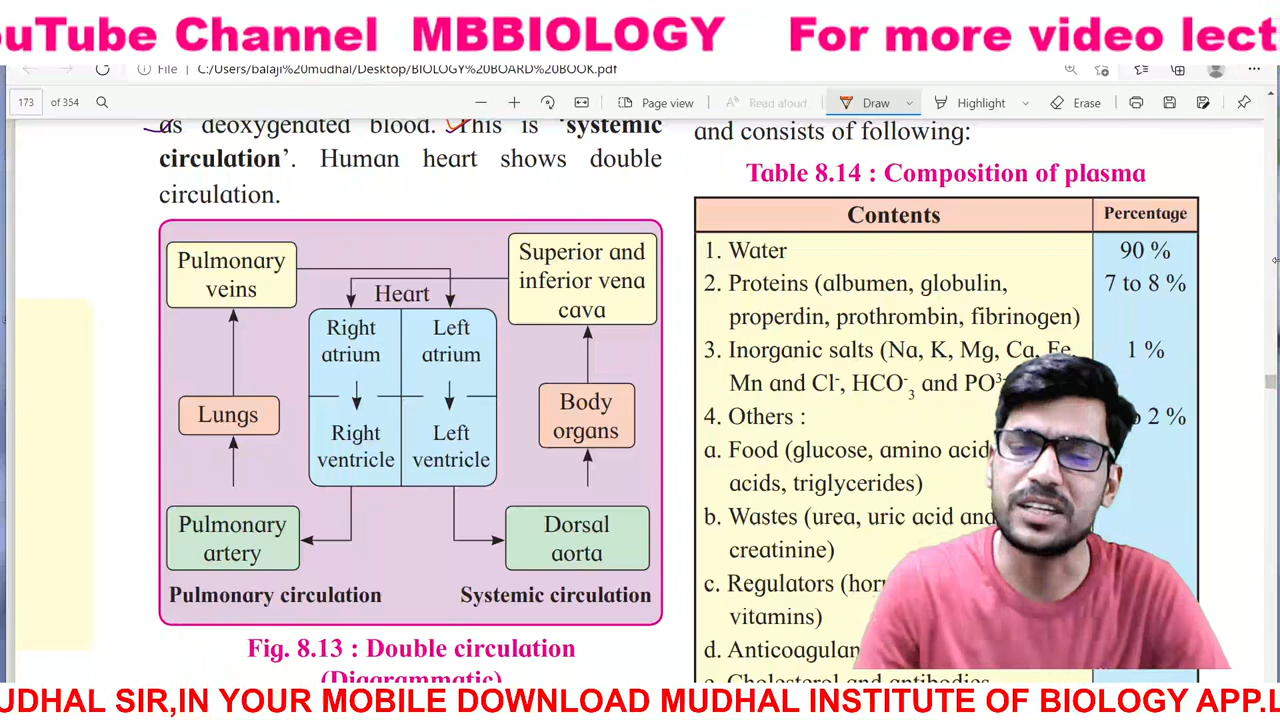 ouTube Channel MBBIOLOGY For more video lect
File C:/Users/balaji%20mudhal/Desktop/BIOLOGY%20BOARD%20BOOK.pdf
173 of 354 Page view Read aloud Draw Highlight Erase
as deoxygenated blood. This is 'systemic
circulation'. Human heart shows double
circulation.
Pulmonary
veins
Superior and
inferior vena
cava
Heart
Right
atrium
Left
atrium
Lungs
Body
organs
Right
ventricle
Left
ventricle
Pulmonary
artery
Dorsal
aorta
Pulmonary circulation Systemic circulation
Fig. 8.13 : Double circulation
(Diagrammatic)
and consists of following:
Table 8.14 : Composition of plasma
Contents Percentage
1. Water 90 %
2. Proteins (albumen, globulin, 7 to 8 %
properdin, prothrombin, fibrinogen)
3. Inorganic salts (Na, K, Mg, Ca, Fe, 1 %
Mn and Cl⁻, HCO⁻₃ and PO³⁻
4. Others : 2 %
a. Food (glucose, amino acid
acids, triglycerides)
b. Wastes (urea, uric acid and
creatinine)
c. Regulators (hor
vitamins)
d. Anticoagulan
e. Cholesterol and antibodies
UDHAL SIR,IN YOUR MOBILE DOWNLOAD MUDHAL INSTITUTE OF BIOLOGY APP.L